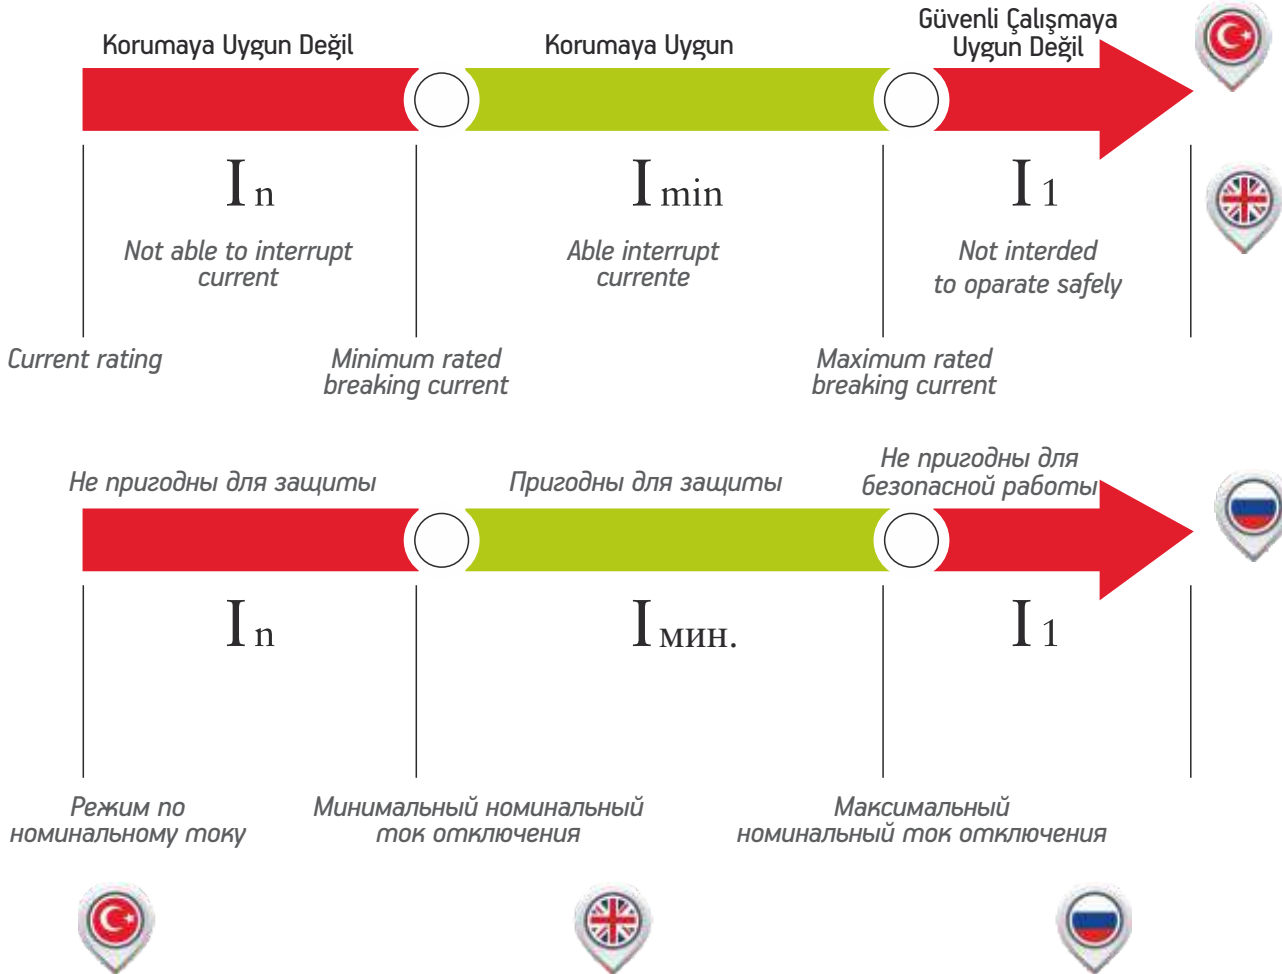 Korumaya Uygun Değil
Korumaya Uygun
Güvenli Çalışmaya
Uygun Değil
I n
I min
I 1
Not able to interrupt
current
Able interrupt
currente
Not interded
to oparate safely
Current rating
Minimum rated
breaking current
Maximum rated
breaking current
Не пригодны для защиты
Пригодны для защиты
Не пригодны для
безопасной работы
I n
I мин.
I 1
Режим по
номинальному току
Минимальный номинальный
ток отключения
Максимальный
номинальный ток отключения